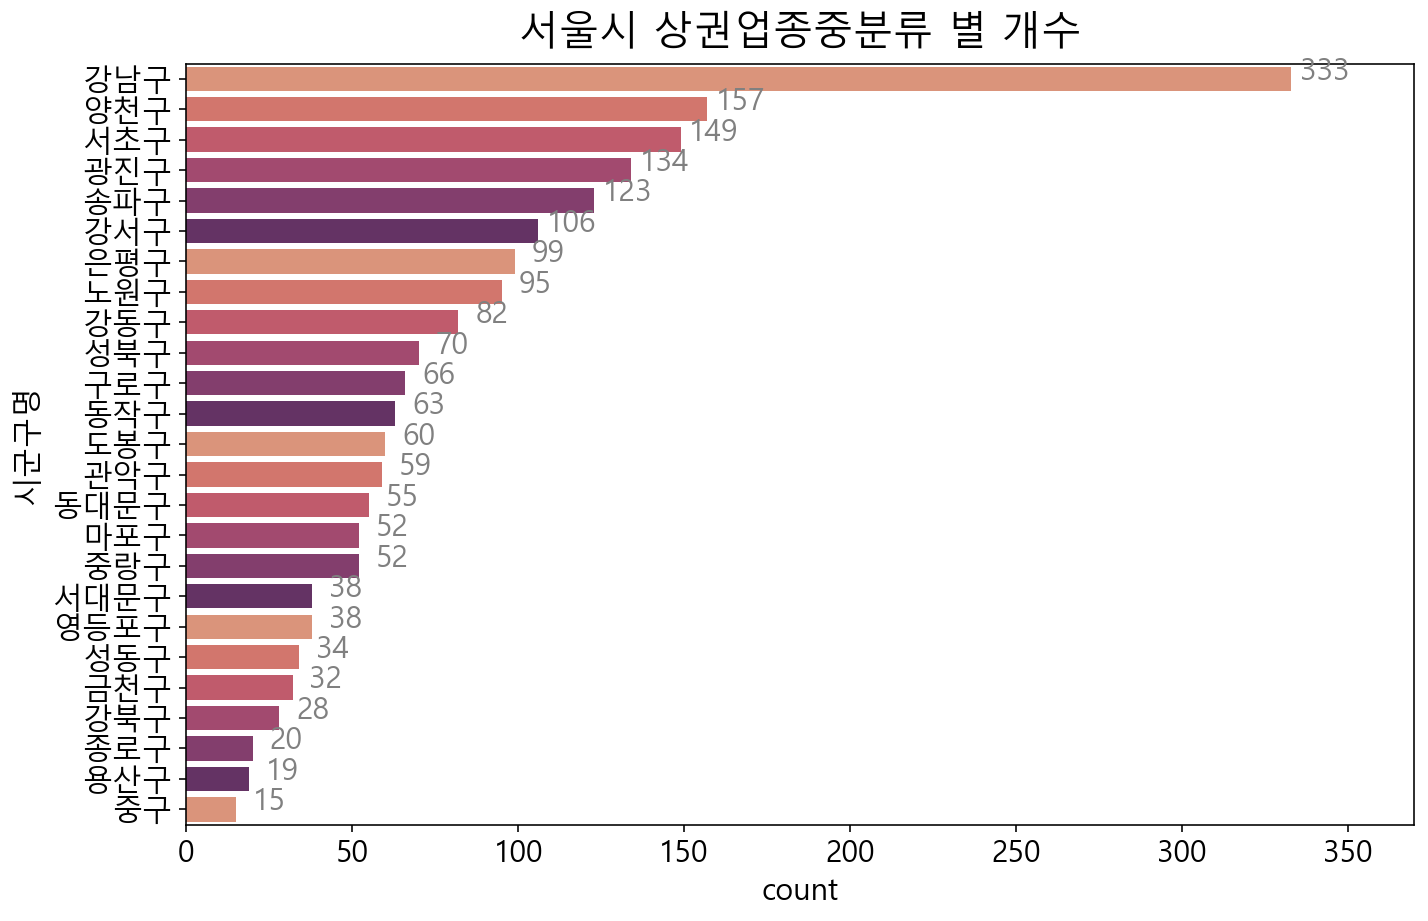 서울시 상권업종중분류 별 개수
시군구명
강남구 333
양천구 157
서초구 149
광진구 134
송파구 123
강서구 106
은평구 99
노원구 95
강동구 82
성북구 70
구로구 66
동작구 63
도봉구 60
관악구 59
동대문구 55
마포구 52
중랑구 52
서대문구 38
영등포구 38
성동구 34
금천구 32
강북구 28
종로구 20
용산구 19
중구 15
0 50 100 150 200 250 300 350
count